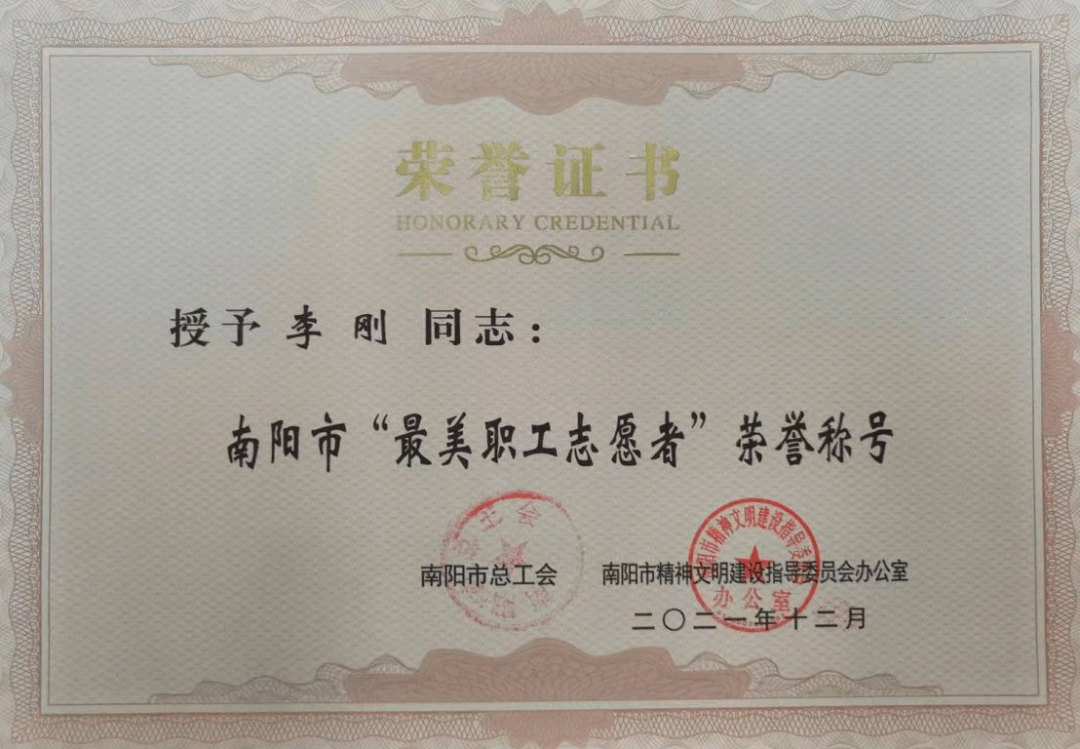 荣誉证书
HONORARY CREDENTIAL
授予 李 刚 同志：
南阳市“最美职工志愿者”荣誉称号
南阳市总工会
南阳市精神文明建设指导委员会办公室
办公室
二〇二一年十二月